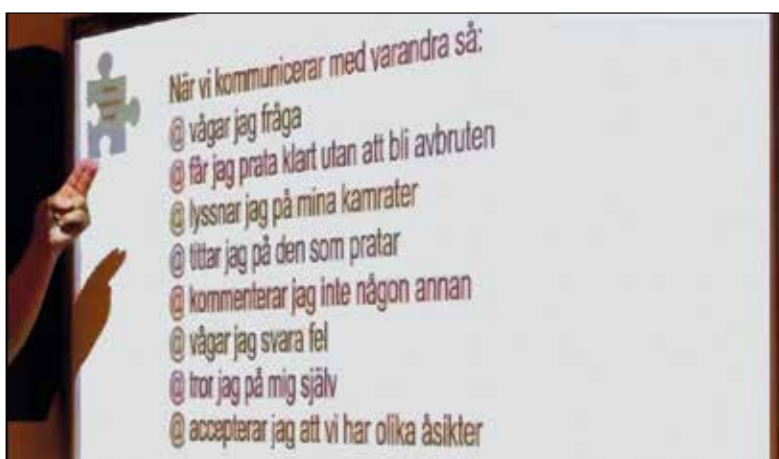 När vi kommunicerar med varandra så:
@ vågar jag fråga
@ får jag prata klart utan att bli avbruten
@ lyssnar jag på mina kamrater
@ tittar jag på den som pratar
@ kommenterar jag inte någon annan
@ vågar jag svara fel
@ tror jag på mig själv
@ accepterar jag att vi har olika åsikter